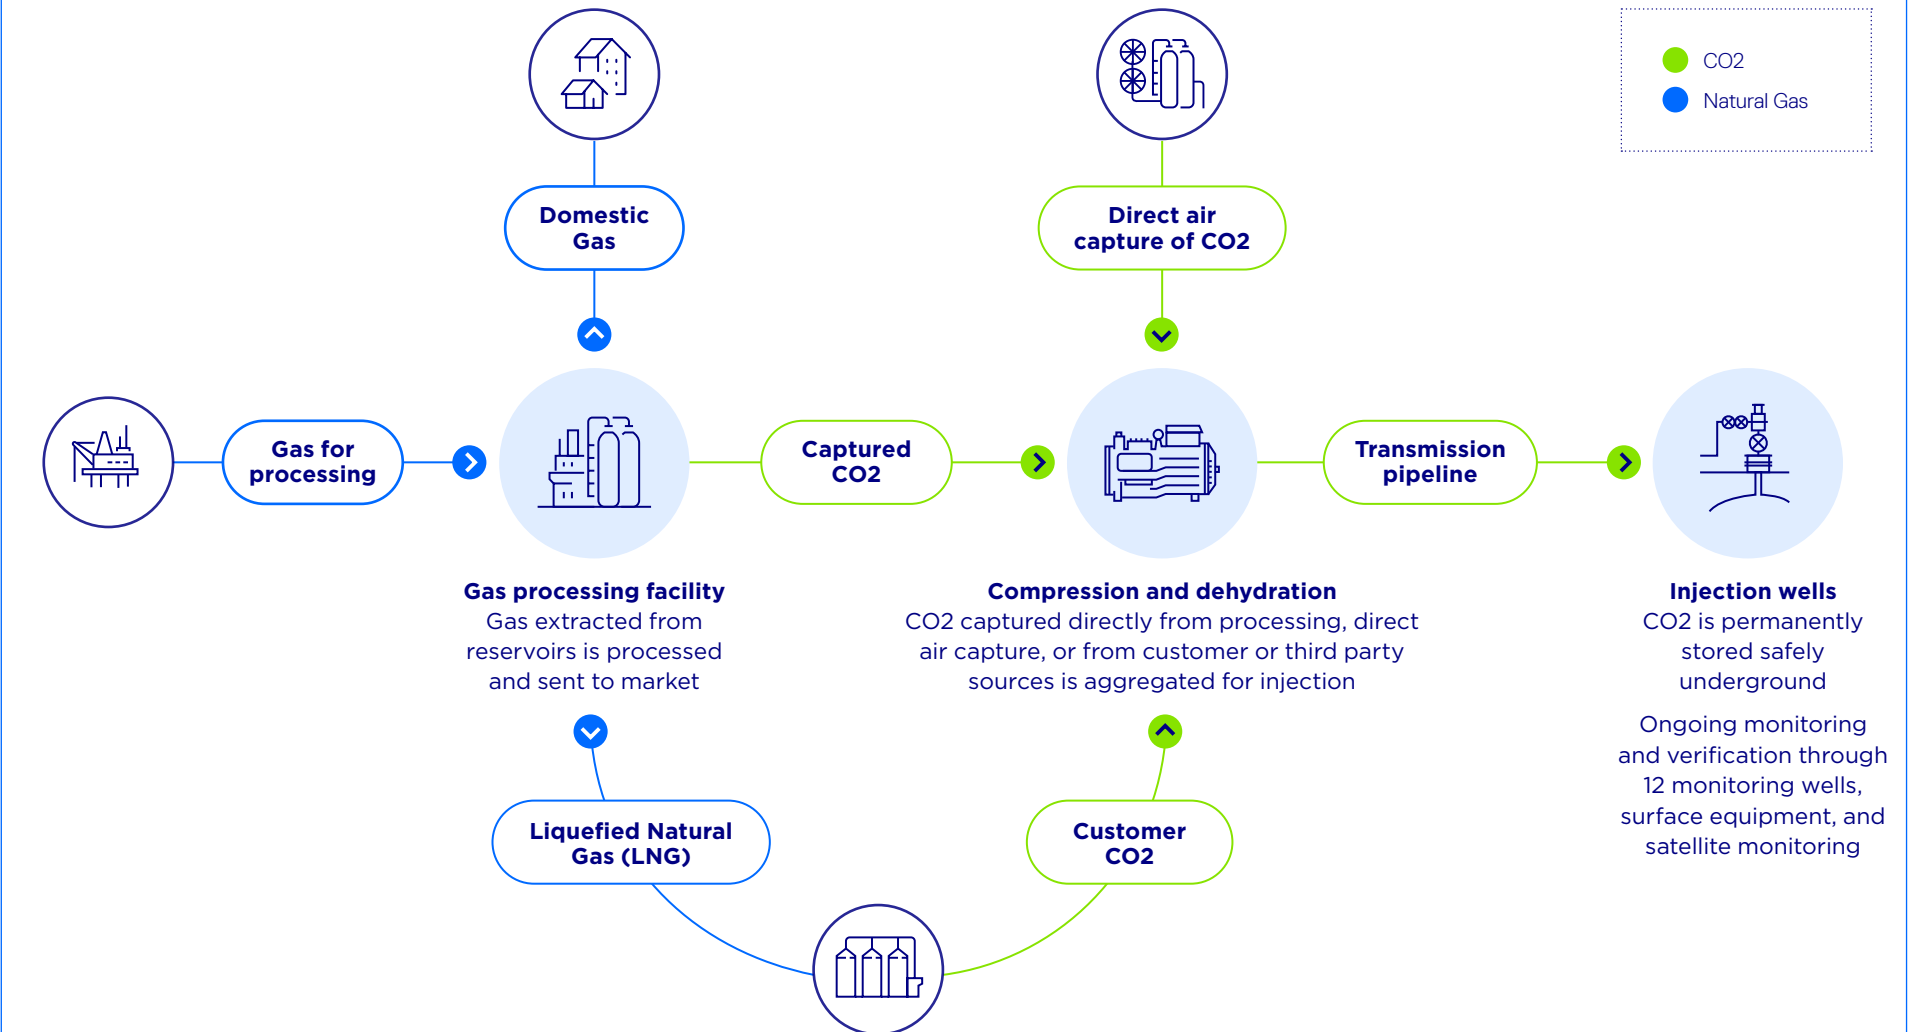 CO2
Natural Gas
Domestic
Gas
Direct air
capture of CO2
Gas for
processing
Captured
CO2
Transmission
pipeline
Gas processing facility
Gas extracted from
reservoirs is processed
and sent to market
Compression and dehydration
CO2 captured directly from processing, direct
air capture, or from customer or third party
sources is aggregated for injection
Injection wells
CO2 is permanently
stored safely
underground
Ongoing monitoring
and verification through
12 monitoring wells,
surface equipment, and
satellite monitoring
Liquefied Natural
Gas (LNG)
Customer
CO2